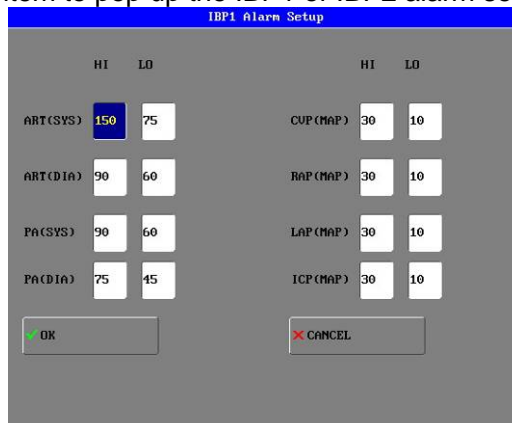 IBP1 Alarm Setup
HI LO HI LO
ART(SYS) 150 75 CVP(MAP) 30 10
ART(DIA) 90 60 RAP(MAP) 30 10
PA(SYS) 90 60 LAP(MAP) 30 10
PA(DIA) 75 45 ICP(MAP) 30 10
OK CANCEL